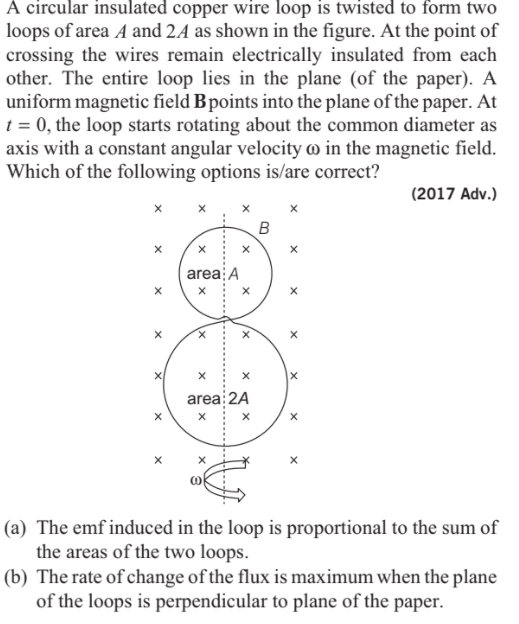 A circular insulated copper wire loop is twisted to form two
loops of area A and 2A as shown in the figure. At the point of
crossing the wires remain electrically insulated from each
other. The entire loop lies in the plane (of the paper). A
uniform magnetic field B points into the plane of the paper. At
t = 0, the loop starts rotating about the common diameter as
axis with a constant angular velocity ω in the magnetic field.
Which of the following options is/are correct?
(2017 Adv.)
B
area A
area 2A
ω
(a) The emf induced in the loop is proportional to the sum of
the areas of the two loops.
(b) The rate of change of the flux is maximum when the plane
of the loops is perpendicular to plane of the paper.